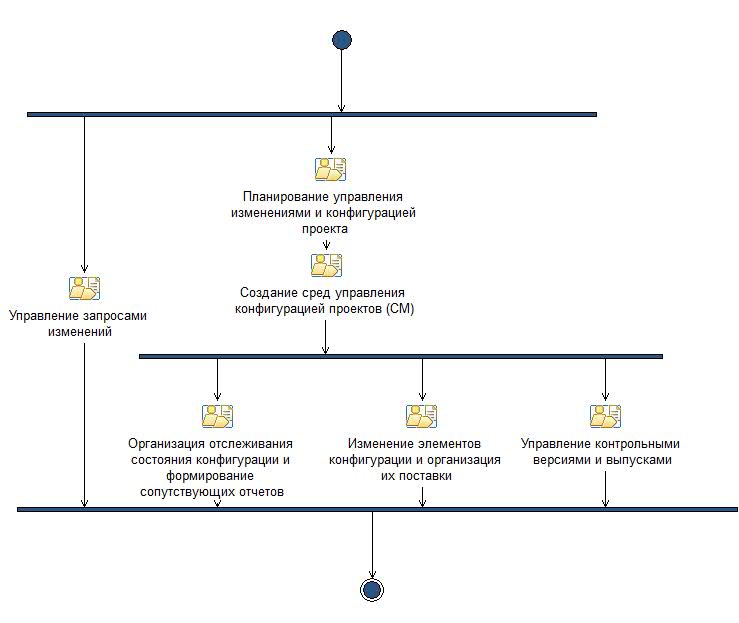 Планирование управления
изменениями и конфигурацией
проекта
Создание сред управления
конфигурацией проектов (CM)
Управление запросами
изменений
Организация отслеживания
состояния конфигурации и
формирование
сопутствующих отчетов
Изменение элементов
конфигурации и организация
их поставки
Управление контрольными
версиями и выпусками